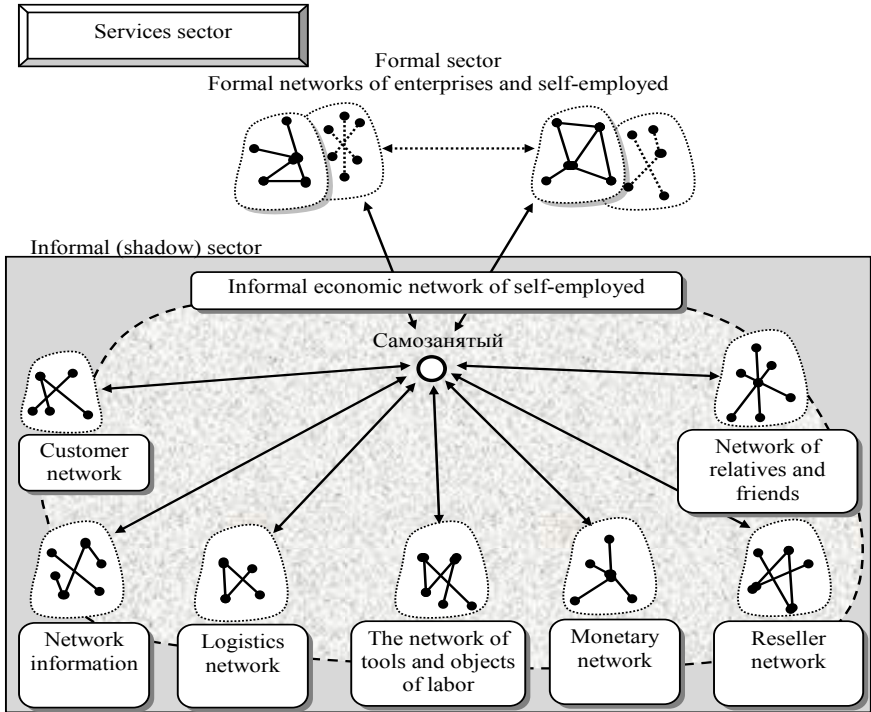 Services sector
Formal sector
Formal networks of enterprises and self-employed
Informal (shadow) sector
Informal economic network of self-employed
Самозанятый
Customer
network
Network of
relatives and
friends
Network
information
Logistics
network
The network of
tools and objects
of labor
Monetary
network
Reseller
network